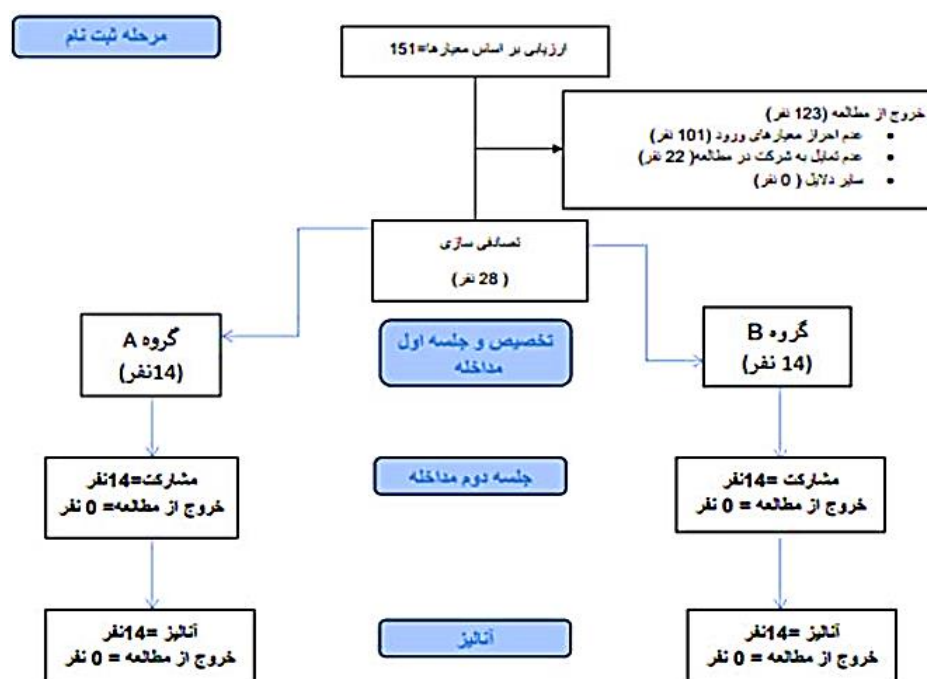 مرحله ثبت نام
ارزیابی بر اساس معیارها=151
خروج از مطالعه (123 نفر)
• عدم احراز معیارهای ورود (101 نفر)
• عدم تمایل به شرکت در مطالعه( 22 نفر)
• سایر دلایل ( 0 نفر)
تصادفی سازی
( 28 نفر)
گروه B
(14 نفر)
تخصیص و جلسه اول
مداخله
گروه A
(14نفر)
مشارکت =14نفر
خروج از مطالعه = 0 نفر
جلسه دوم مداخله
مشارکت=14نفر
خروج از مطالعه= 0 نفر
آنالیز =14نفر
خروج از مطالعه = 0 نفر
آنالیز
آنالیز =14نفر
خروج از مطالعه = 0 نفر